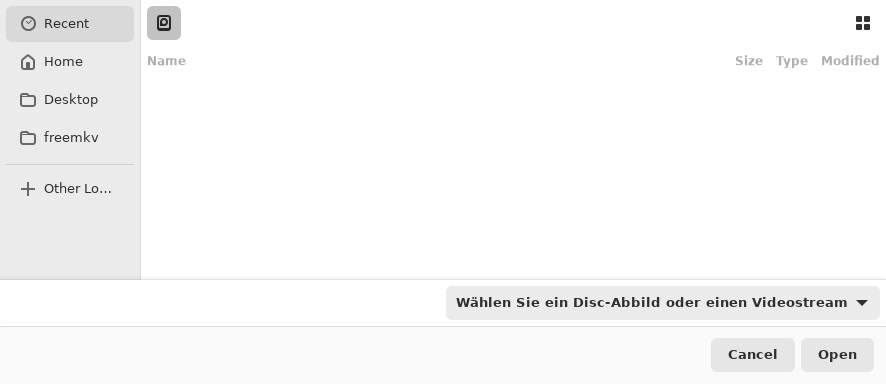 Recent
Home
Desktop
freemkv
Other Lo…
Name Size Type Modified
Wählen Sie ein Disc-Abbild oder einen Videostream
Cancel Open